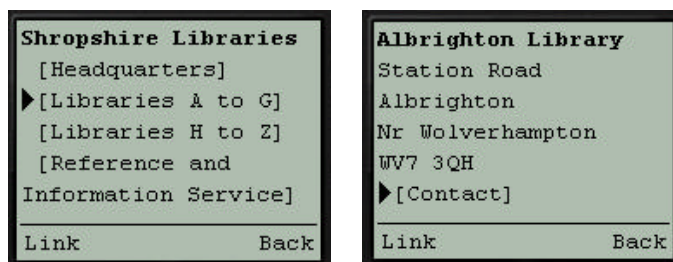 Shropshire Libraries
[Headquarters]
[Libraries A to G]
[Libraries H to Z]
[Reference and
Information Service]
Link Back
Albrighton Library
Station Road
Albrighton
Nr Wolverhampton
WV7 3QH
[Contact]
Link Back